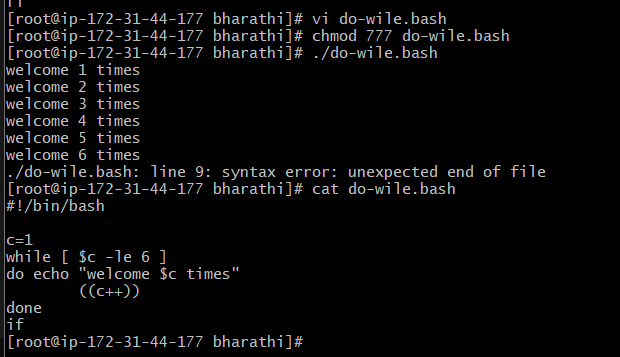 [root@ip-172-31-44-177 bharathi]# vi do-wile.bash
[root@ip-172-31-44-177 bharathi]# chmod 777 do-wile.bash
[root@ip-172-31-44-177 bharathi]# ./do-wile.bash
welcome 1 times
welcome 2 times
welcome 3 times
welcome 4 times
welcome 5 times
welcome 6 times
./do-wile.bash: line 9: syntax error: unexpected end of file
[root@ip-172-31-44-177 bharathi]# cat do-wile.bash
#!/bin/bash

c=1
while [ $c -le 6 ]
do echo "welcome $c times"
        ((c++))
done
if
[root@ip-172-31-44-177 bharathi]#